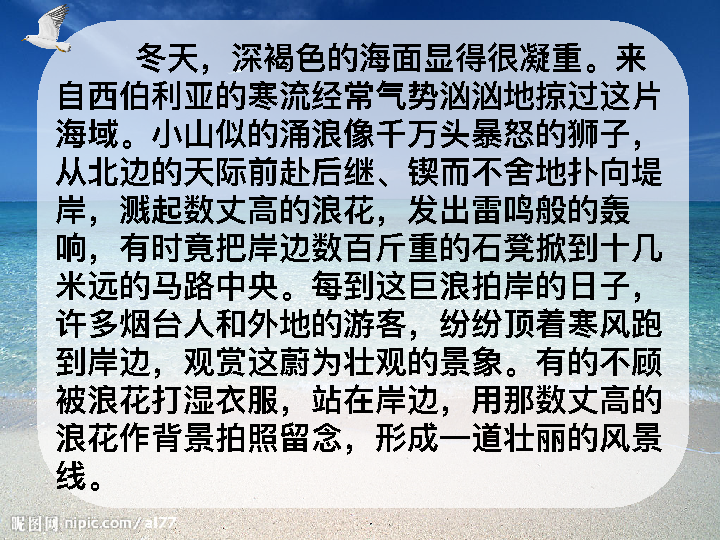 冬天，深褐色的海面显得很凝重。来
自西伯利亚的寒流经常气势汹汹地掠过这片
海域。小山似的涌浪像千万头暴怒的狮子，
从北边的天际前赴后继、锲而不舍地扑向堤
岸，溅起数丈高的浪花，发出雷鸣般的轰
响，有时竟把岸边数百斤重的石凳掀到十几
米远的马路中央。每到这巨浪拍岸的日子，
许多烟台人和外地的游客，纷纷顶着寒风跑
到岸边，观赏这蔚为壮观的景象。有的不顾
被浪花打湿衣服，站在岸边，用那数丈高的
浪花作背景拍照留念，形成一道壮丽的风景
线。
昵图网 nipic.com/al77